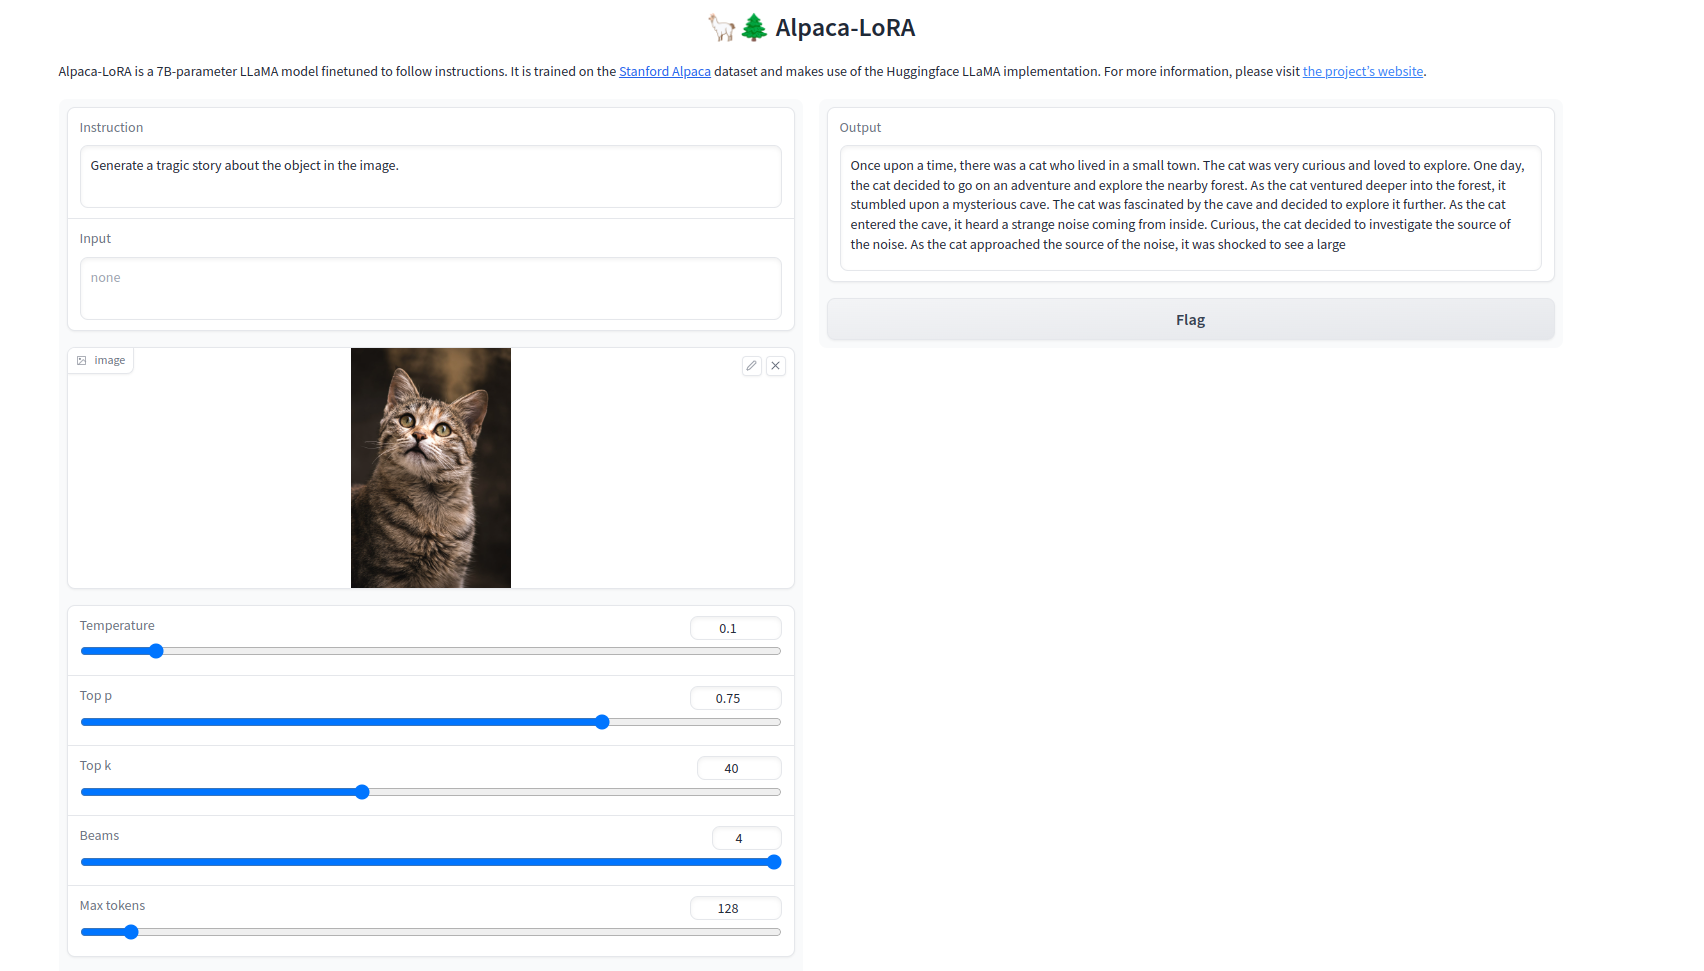 Alpaca-LoRA
Alpaca-LoRA is a 7B-parameter LLaMA model finetuned to follow instructions. It is trained on the Stanford Alpaca dataset and makes use of the Huggingface LLaMA implementation. For more information, please visit the project's website.
Instruction
Generate a tragic story about the object in the image.
Input
none
image
Temperature
0.1
Top p
0.75
Top k
40
Beams
4
Max tokens
128
Output
Once upon a time, there was a cat who lived in a small town. The cat was very curious and loved to explore. One day,
the cat decided to go on an adventure and explore the nearby forest. As the cat ventured deeper into the forest, it
stumbled upon a mysterious cave. The cat was fascinated by the cave and decided to explore it further. As the cat
entered the cave, it heard a strange noise coming from inside. Curious, the cat decided to investigate the source of
the noise. As the cat approached the source of the noise, it was shocked to see a large
Flag